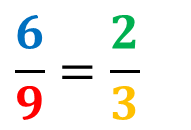 6/9 = 2/3